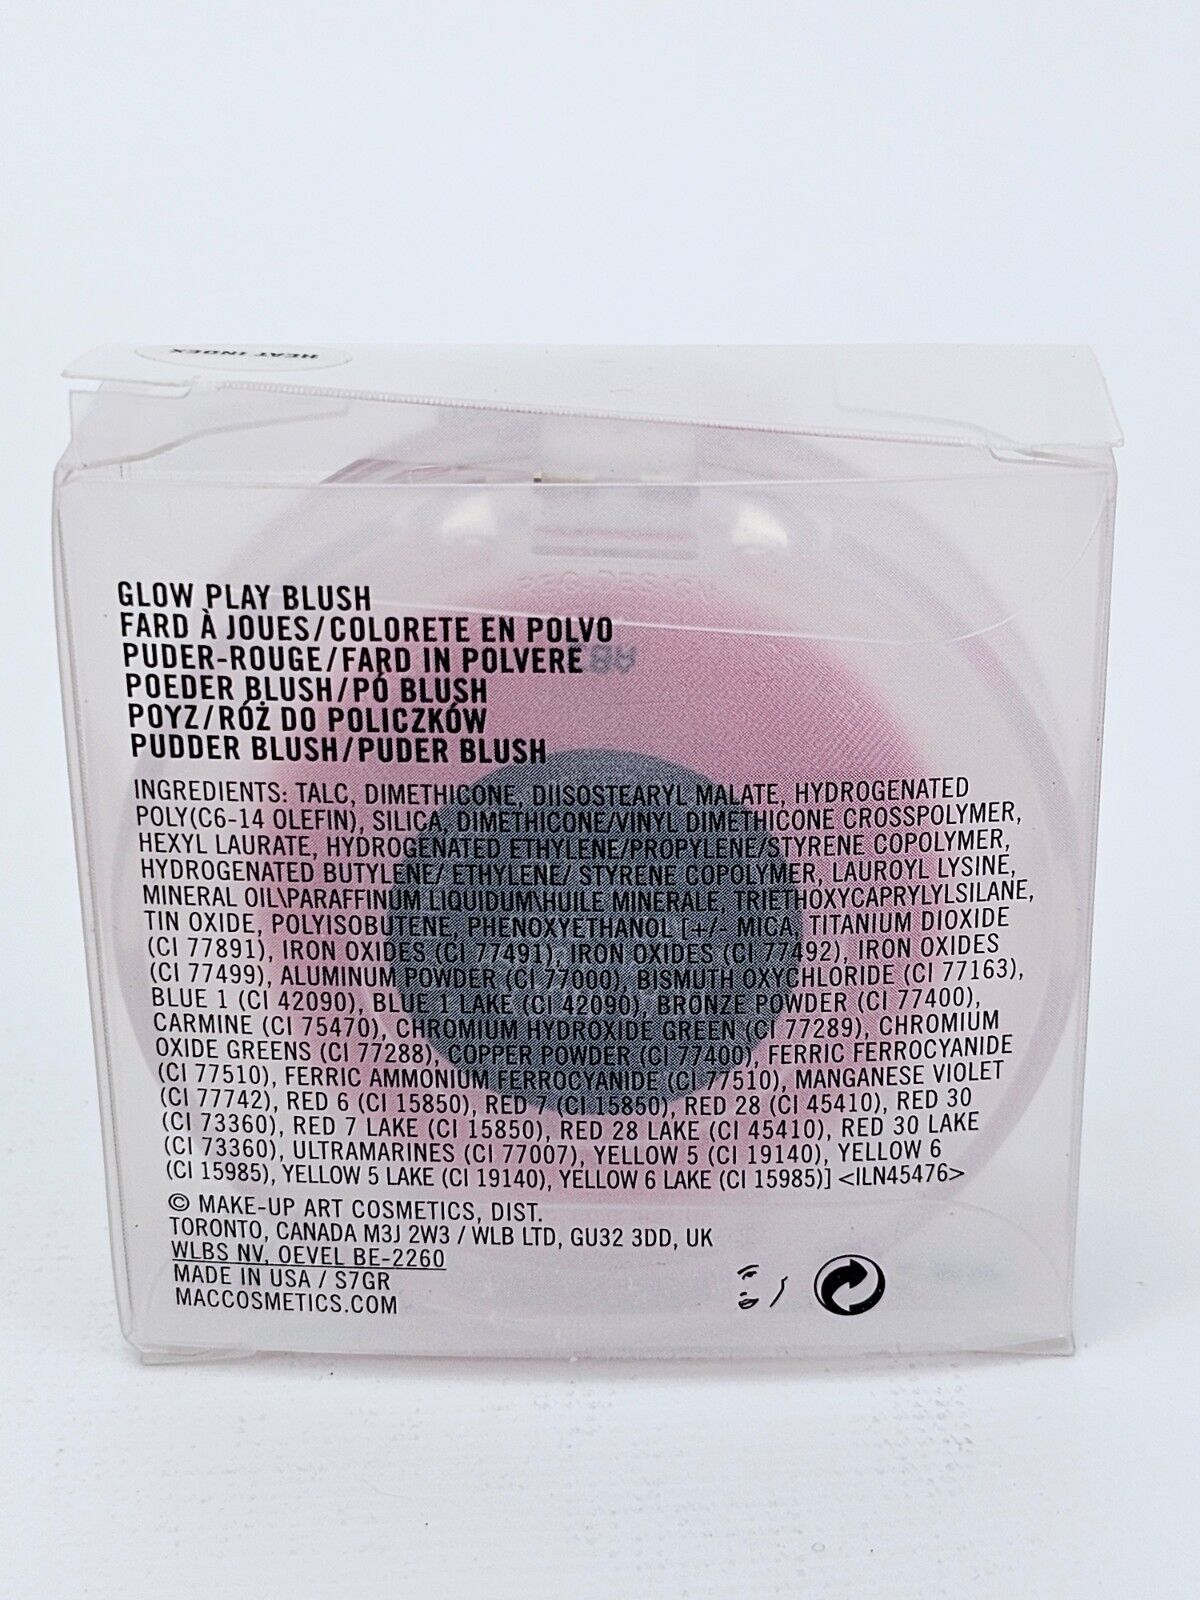 HEAT INDEX
GLOW PLAY BLUSH
FARD À JOUES/COLORETE EN POLVO
PUDER-ROUGE/FARD IN POLVERE
POEDER BLUSH/PÓ BLUSH
POYZ/RÓŻ DO POLICZKÓW
PUDDER BLUSH/PUDER BLUSH
INGREDIENTS: TALC, DIMETHICONE, DIISOSTEARYL MALATE, HYDROGENATED
POLY(C6-14 OLEFIN), SILICA, DIMETHICONE/VINYL DIMETHICONE CROSSPOLYMER,
HEXYL LAURATE, HYDROGENATED ETHYLENE/PROPYLENE/STYRENE COPOLYMER,
HYDROGENATED BUTYLENE/ ETHYLENE/ STYRENE COPOLYMER, LAUROYL LYSINE,
MINERAL OIL\PARAFFINUM LIQUIDUM\HUILE MINERALE, TRIETHOXYCAPRYLYLSILANE,
TIN OXIDE, POLYISOBUTENE, PHENOXYETHANOL [+/- MICA, TITANIUM DIOXIDE
(CI 77891), IRON OXIDES (CI 77491), IRON OXIDES (CI 77492), IRON OXIDES
(CI 77499), ALUMINUM POWDER (CI 77000), BISMUTH OXYCHLORIDE (CI 77163),
BLUE 1 (CI 42090), BLUE 1 LAKE (CI 42090), BRONZE POWDER (CI 77400),
CARMINE (CI 75470), CHROMIUM HYDROXIDE GREEN (CI 77289), CHROMIUM
OXIDE GREENS (CI 77288), COPPER POWDER (CI 77400), FERRIC FERROCYANIDE
(CI 77510), FERRIC AMMONIUM FERROCYANIDE (CI 77510), MANGANESE VIOLET
(CI 77742), RED 6 (CI 15850), RED 7 (CI 15850), RED 28 (CI 45410), RED 30
(CI 73360), RED 7 LAKE (CI 15850), RED 28 LAKE (CI 45410), RED 30 LAKE
(CI 73360), ULTRAMARINES (CI 77007), YELLOW 5 (CI 19140), YELLOW 6
(CI 15985), YELLOW 5 LAKE (CI 19140), YELLOW 6 LAKE (CI 15985)] <ILN45476>
© MAKE-UP ART COSMETICS, DIST.
TORONTO, CANADA M3J 2W3 / WLB LTD, GU32 3DD, UK
WLBS NV, OEVEL BE-2260
MADE IN USA / S7GR
MACCOSMETICS.COM